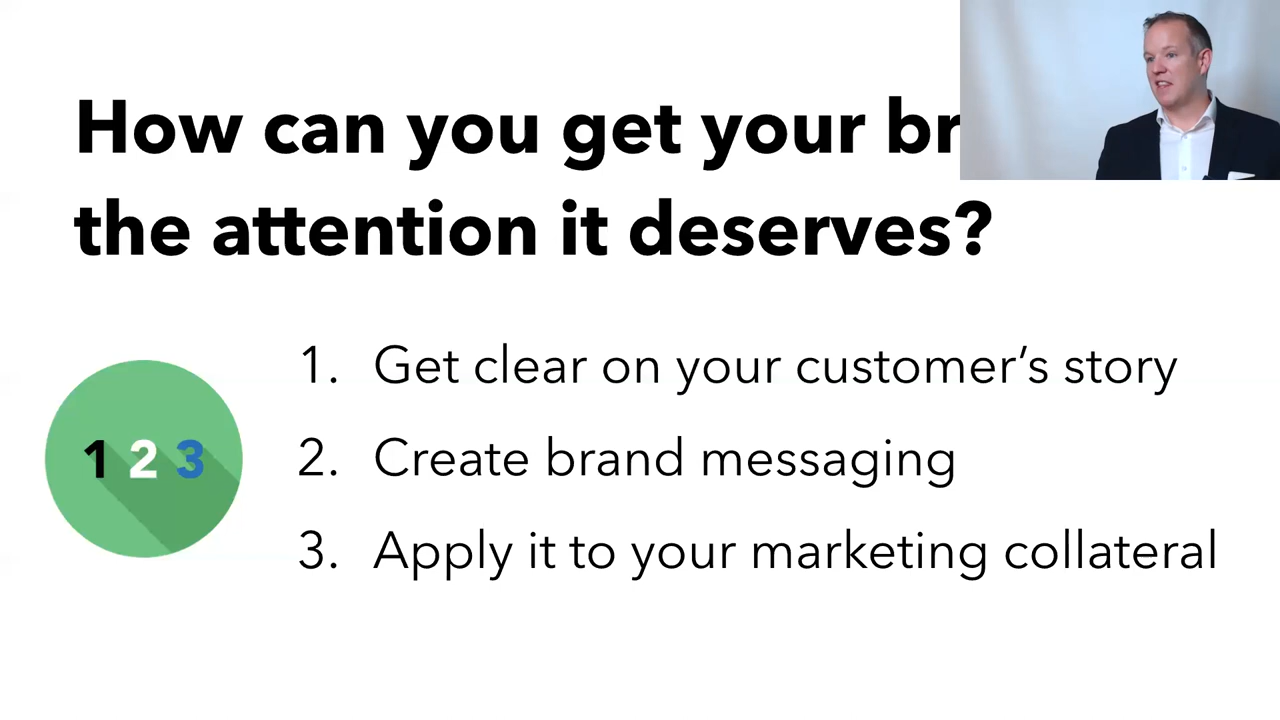 How can you get your br
the attention it deserves?
1. Get clear on your customer’s story
1 2 3
2. Create brand messaging
3. Apply it to your marketing collateral